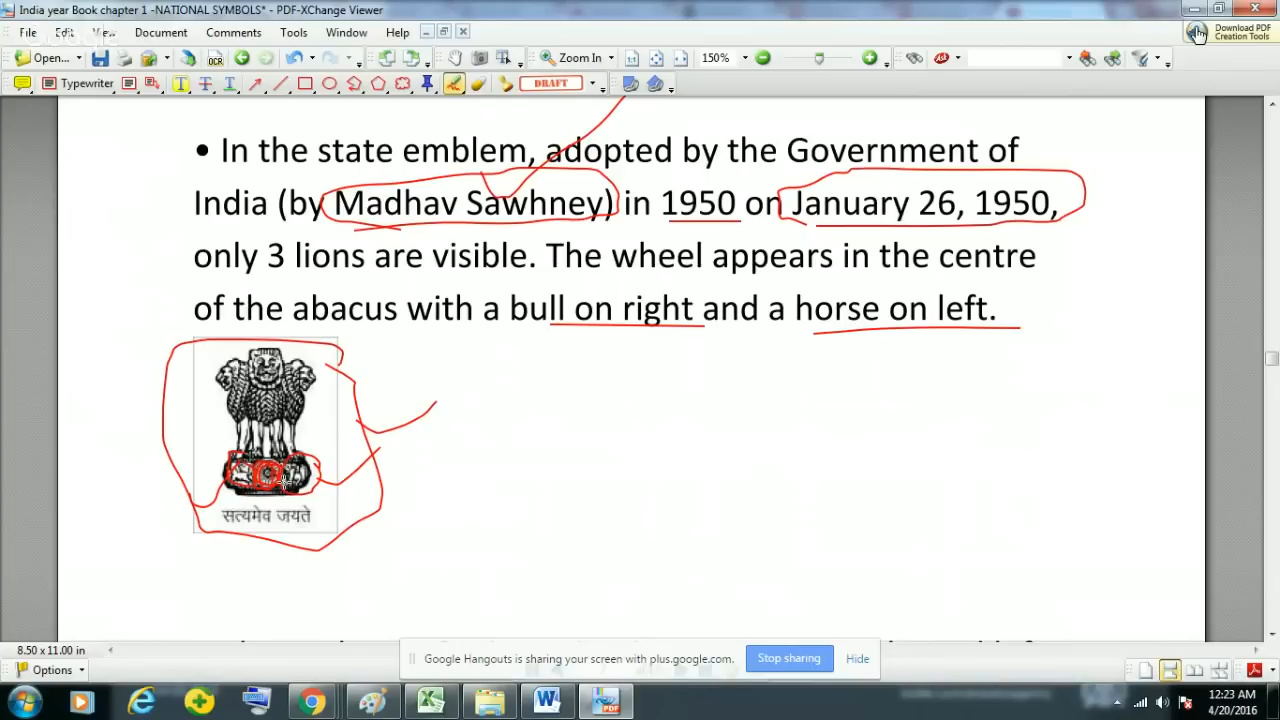 India year Book chapter 1 -NATIONAL SYMBOLS* - PDF-XChange Viewer
File Edit View Document Comments Tools Window Help
Download PDF
Creation Tools
Open... OCR Zoom In 150%
Typewriter DRAFT
• In the state emblem, adopted by the Government of
India (by Madhav Sawhney) in 1950 on January 26, 1950,
only 3 lions are visible. The wheel appears in the centre
of the abacus with a bull on right and a horse on left.
सत्यमेव जयते
8.50 x 11.00 in
Google Hangouts is sharing your screen with plus.google.com. Stop sharing Hide
Options
12:23 AM
4/20/2016